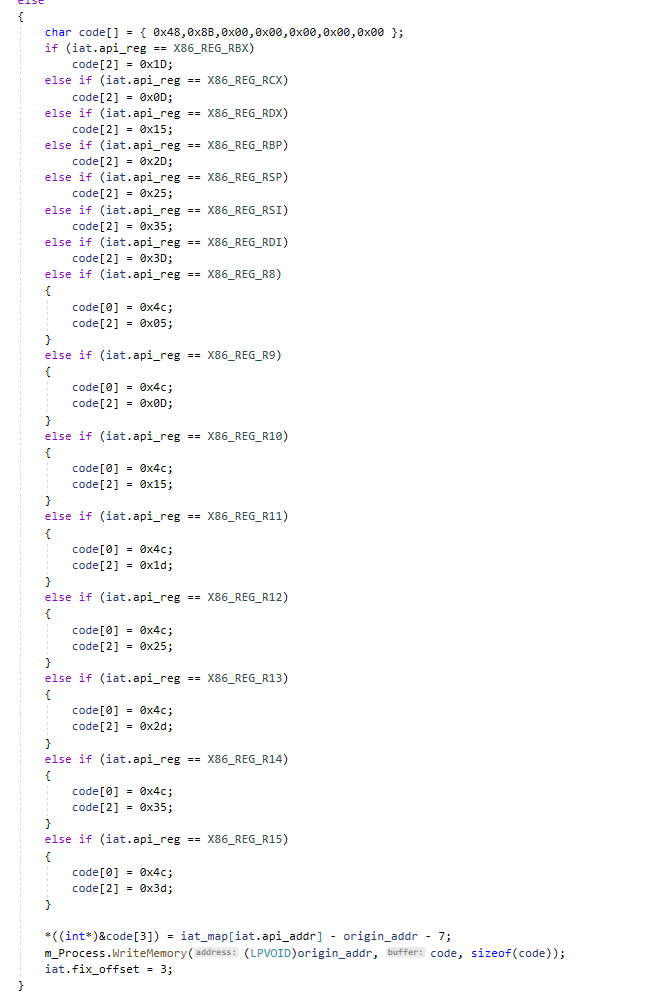 else
{
char code[] = { 0x48,0x8B,0x00,0x00,0x00,0x00,0x00 };
if (iat.api_reg == X86_REG_RBX)
code[2] = 0x1D;
else if (iat.api_reg == X86_REG_RCX)
code[2] = 0x0D;
else if (iat.api_reg == X86_REG_RDX)
code[2] = 0x15;
else if (iat.api_reg == X86_REG_RBP)
code[2] = 0x2D;
else if (iat.api_reg == X86_REG_RSP)
code[2] = 0x25;
else if (iat.api_reg == X86_REG_RSI)
code[2] = 0x35;
else if (iat.api_reg == X86_REG_RDI)
code[2] = 0x3D;
else if (iat.api_reg == X86_REG_R8)
{
code[0] = 0x4c;
code[2] = 0x05;
}
else if (iat.api_reg == X86_REG_R9)
{
code[0] = 0x4c;
code[2] = 0x0D;
}
else if (iat.api_reg == X86_REG_R10)
{
code[0] = 0x4c;
code[2] = 0x15;
}
else if (iat.api_reg == X86_REG_R11)
{
code[0] = 0x4c;
code[2] = 0x1d;
}
else if (iat.api_reg == X86_REG_R12)
{
code[0] = 0x4c;
code[2] = 0x25;
}
else if (iat.api_reg == X86_REG_R13)
{
code[0] = 0x4c;
code[2] = 0x2d;
}
else if (iat.api_reg == X86_REG_R14)
{
code[0] = 0x4c;
code[2] = 0x35;
}
else if (iat.api_reg == X86_REG_R15)
{
code[0] = 0x4c;
code[2] = 0x3d;
}
*((int*)&code[3]) = iat_map[iat.api_addr] - origin_addr - 7;
m_Process.WriteMemory(address: (LPVOID)origin_addr, buffer: code, sizeof(code));
iat.fix_offset = 3;
}